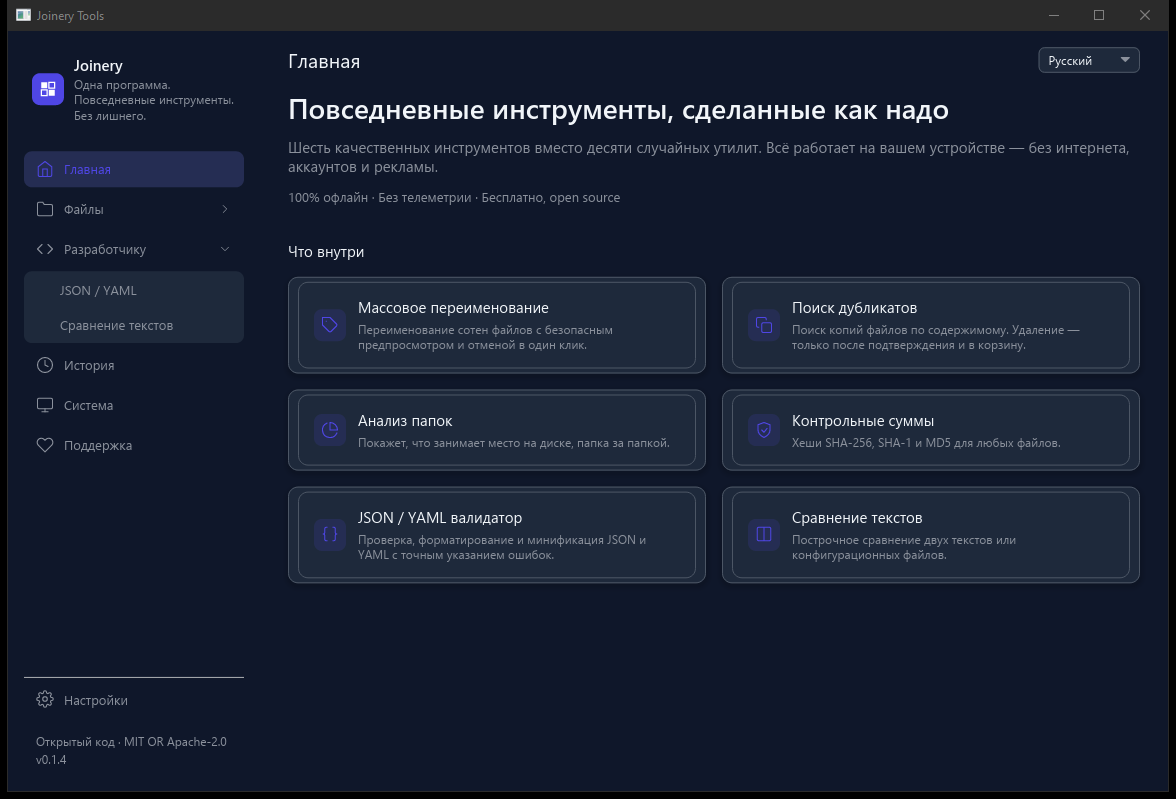 Joinery Tools
Joinery
Одна программа.
Повседневные инструменты.
Без лишнего.
Главная
Файлы
Разработчику
JSON / YAML
Сравнение текстов
История
Система
Поддержка
Настройки
Открытый код · MIT OR Apache-2.0
v0.1.4
Главная
Русский
Повседневные инструменты, сделанные как надо
Шесть качественных инструментов вместо десяти случайных утилит. Всё работает на вашем устройстве — без интернета,
аккаунтов и рекламы.
100% офлайн · Без телеметрии · Бесплатно, open source
Что внутри
Массовое переименование
Переименование сотен файлов с безопасным
предпросмотром и отменой в один клик.
Поиск дубликатов
Поиск копий файлов по содержимому. Удаление —
только после подтверждения и в корзину.
Анализ папок
Покажет, что занимает место на диске, папка за папкой.
Контрольные суммы
Хеши SHA-256, SHA-1 и MD5 для любых файлов.
JSON / YAML валидатор
Проверка, форматирование и минификация JSON и
YAML с точным указанием ошибок.
Сравнение текстов
Построчное сравнение двух текстов или
конфигурационных файлов.